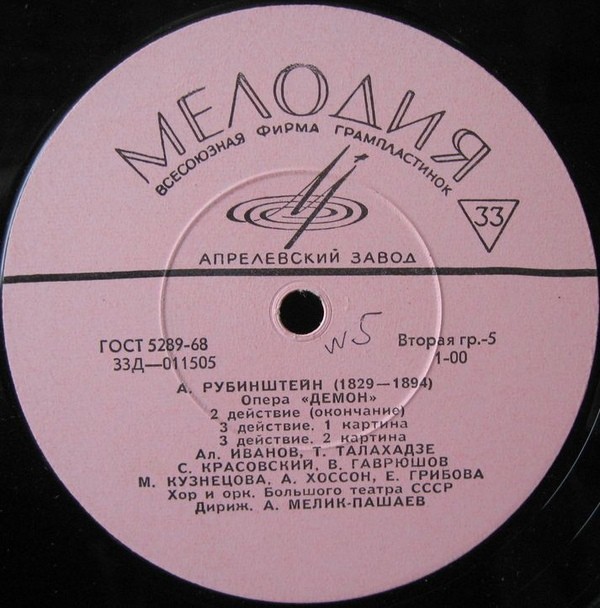 МЕЛОДИЯ
ВСЕСОЮЗНАЯ ФИРМА ГРАМПЛАСТИНОК
33
АПРЕЛЕВСКИЙ ЗАВОД
ГОСТ 5289-68
Вторая гр.-5
33Д—011505
1-00
N5
А. РУБИНШТЕЙН (1829—1894)
Опера «ДЕМОН»
2 действие (окончание)
3 действие. 1 картина
3 действие. 2 картина
Ал. ИВАНОВ, Т. ТАЛАХАДЗЕ
С. КРАСОВСКИЙ, В. ГАВРЮШОВ
М. КУЗНЕЦОВА, А. ХОССОН, Е. ГРИБОВА
Хор и орк. Большого театра СССР
Дириж. А. МЕЛИК-ПАШАЕВ